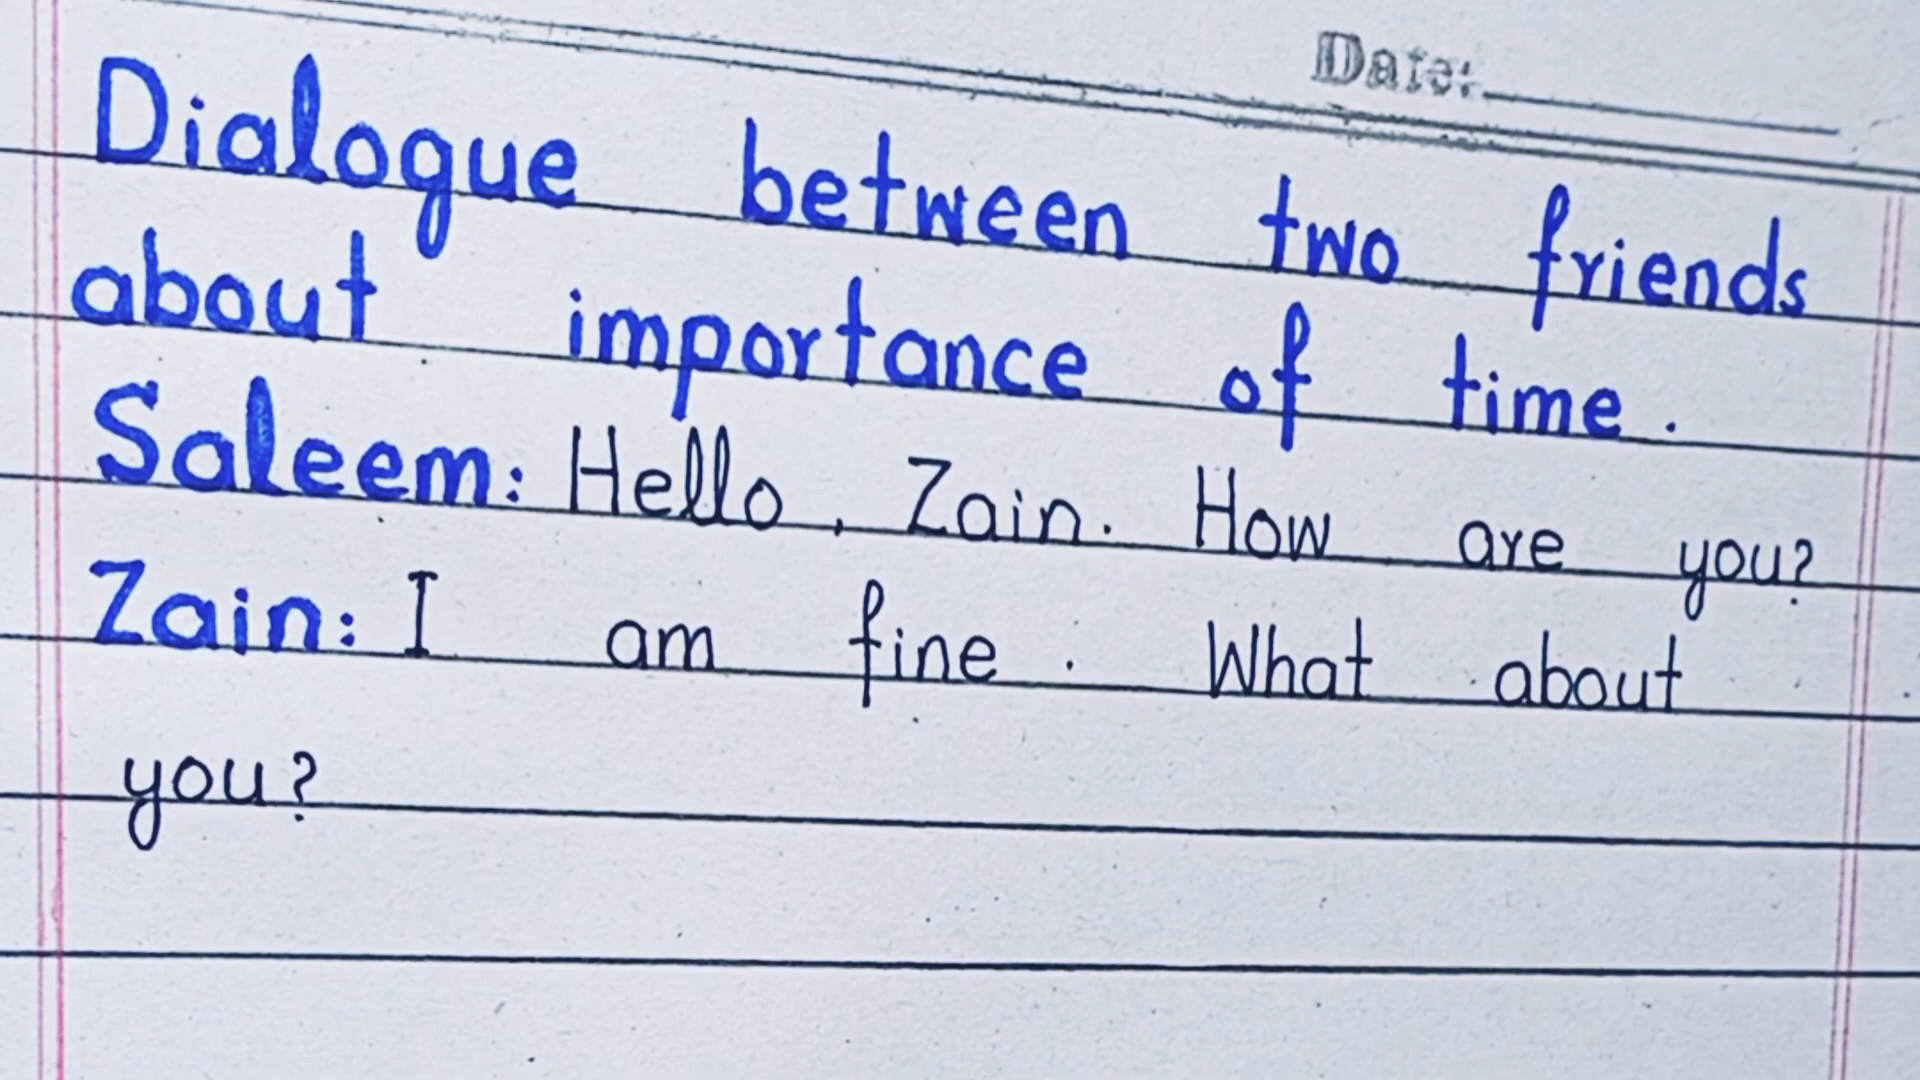 Date:
Dialogue between two friends
about importance of time.
Saleem: Hello, Zain. How are you?
Zain: I am fine. What about
you?